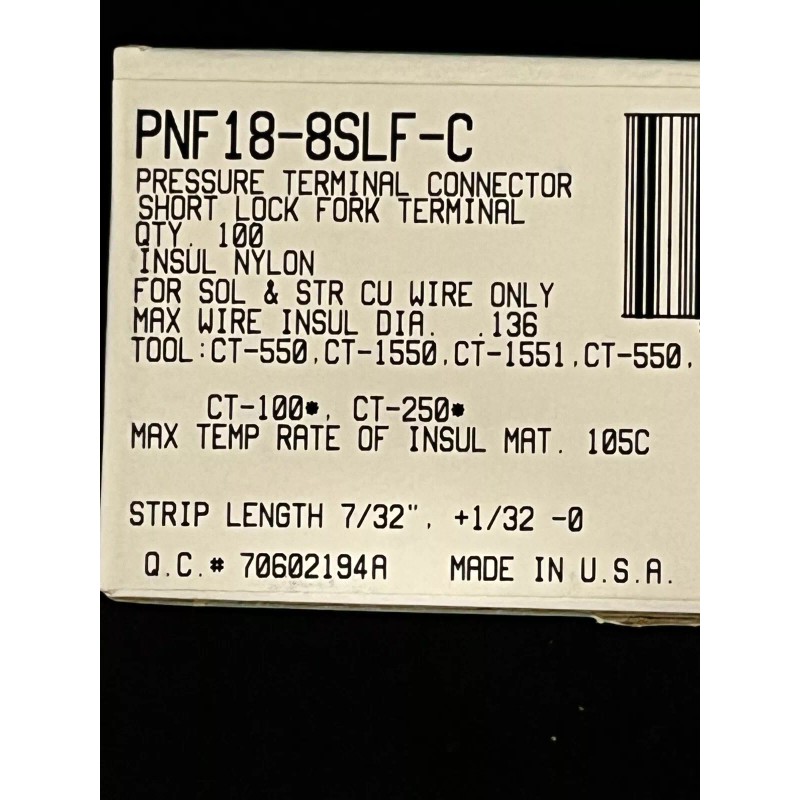 PNF18-8SLF-C
PRESSURE TERMINAL CONNECTOR
SHORT LOCK FORK TERMINAL
QTY. 100
INSUL NYLON
FOR SOL & STR CU WIRE ONLY
MAX WIRE INSUL DIA. .136
TOOL:CT-550,CT-1550,CT-1551,CT-550,
CT-100*, CT-250*
MAX TEMP RATE OF INSUL MAT. 105C
STRIP LENGTH 7/32", +1/32 -0
Q.C.# 70602194A MADE IN U.S.A.